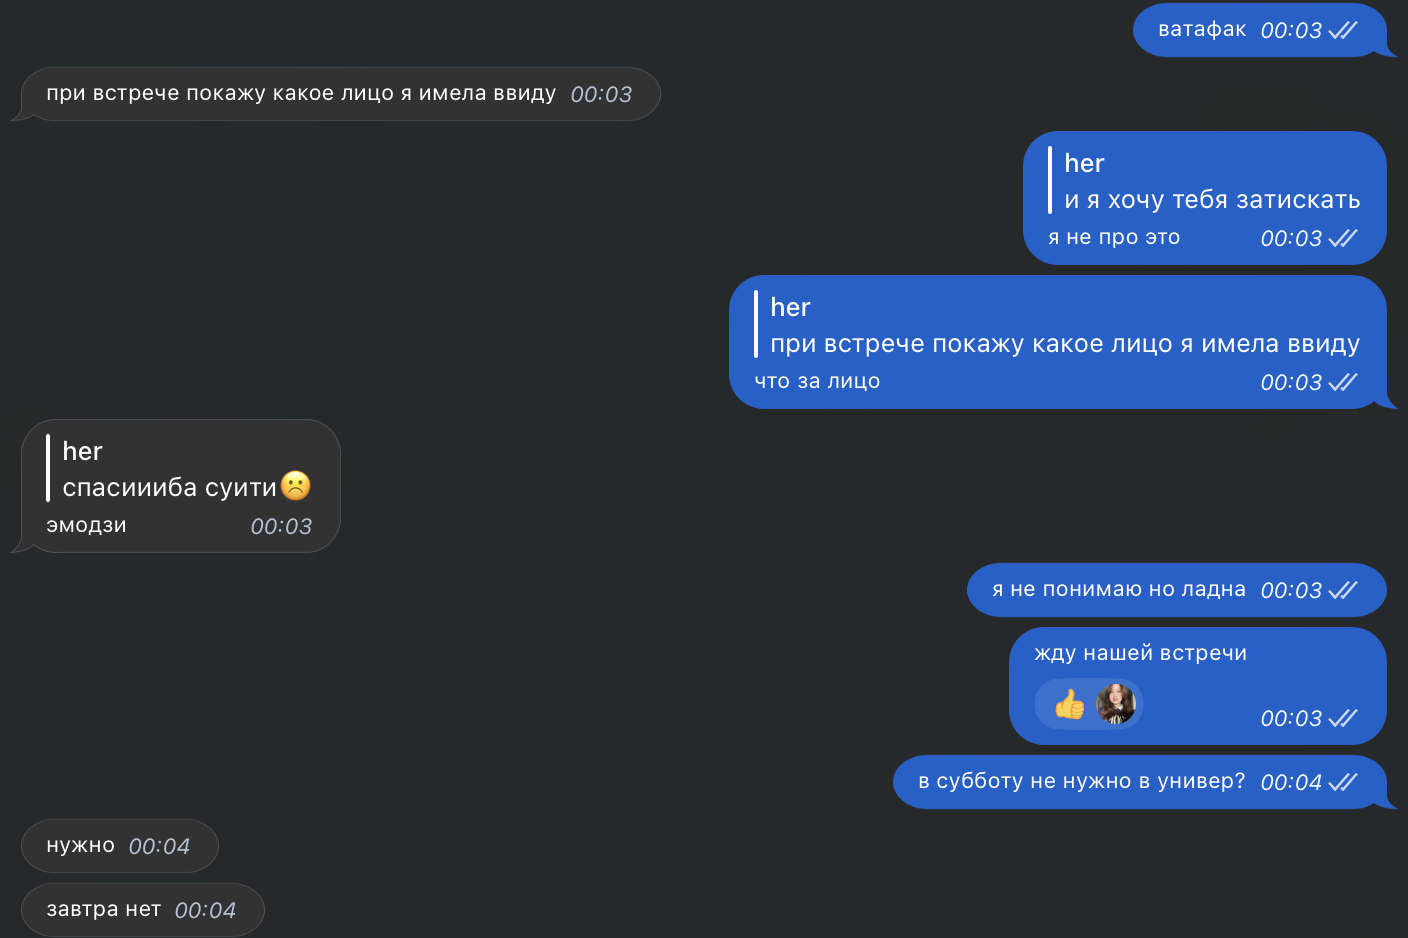 ватафак 00:03
при встрече покажу какое лицо я имела ввиду 00:03
her
и я хочу тебя затискать
я не про это 00:03
her
при встрече покажу какое лицо я имела ввиду
что за лицо 00:03
her
спасиииба суити☹️
эмодзи 00:03
я не понимаю но ладна 00:03
жду нашей встречи
👍 00:03
в субботу не нужно в универ? 00:04
нужно 00:04
завтра нет 00:04